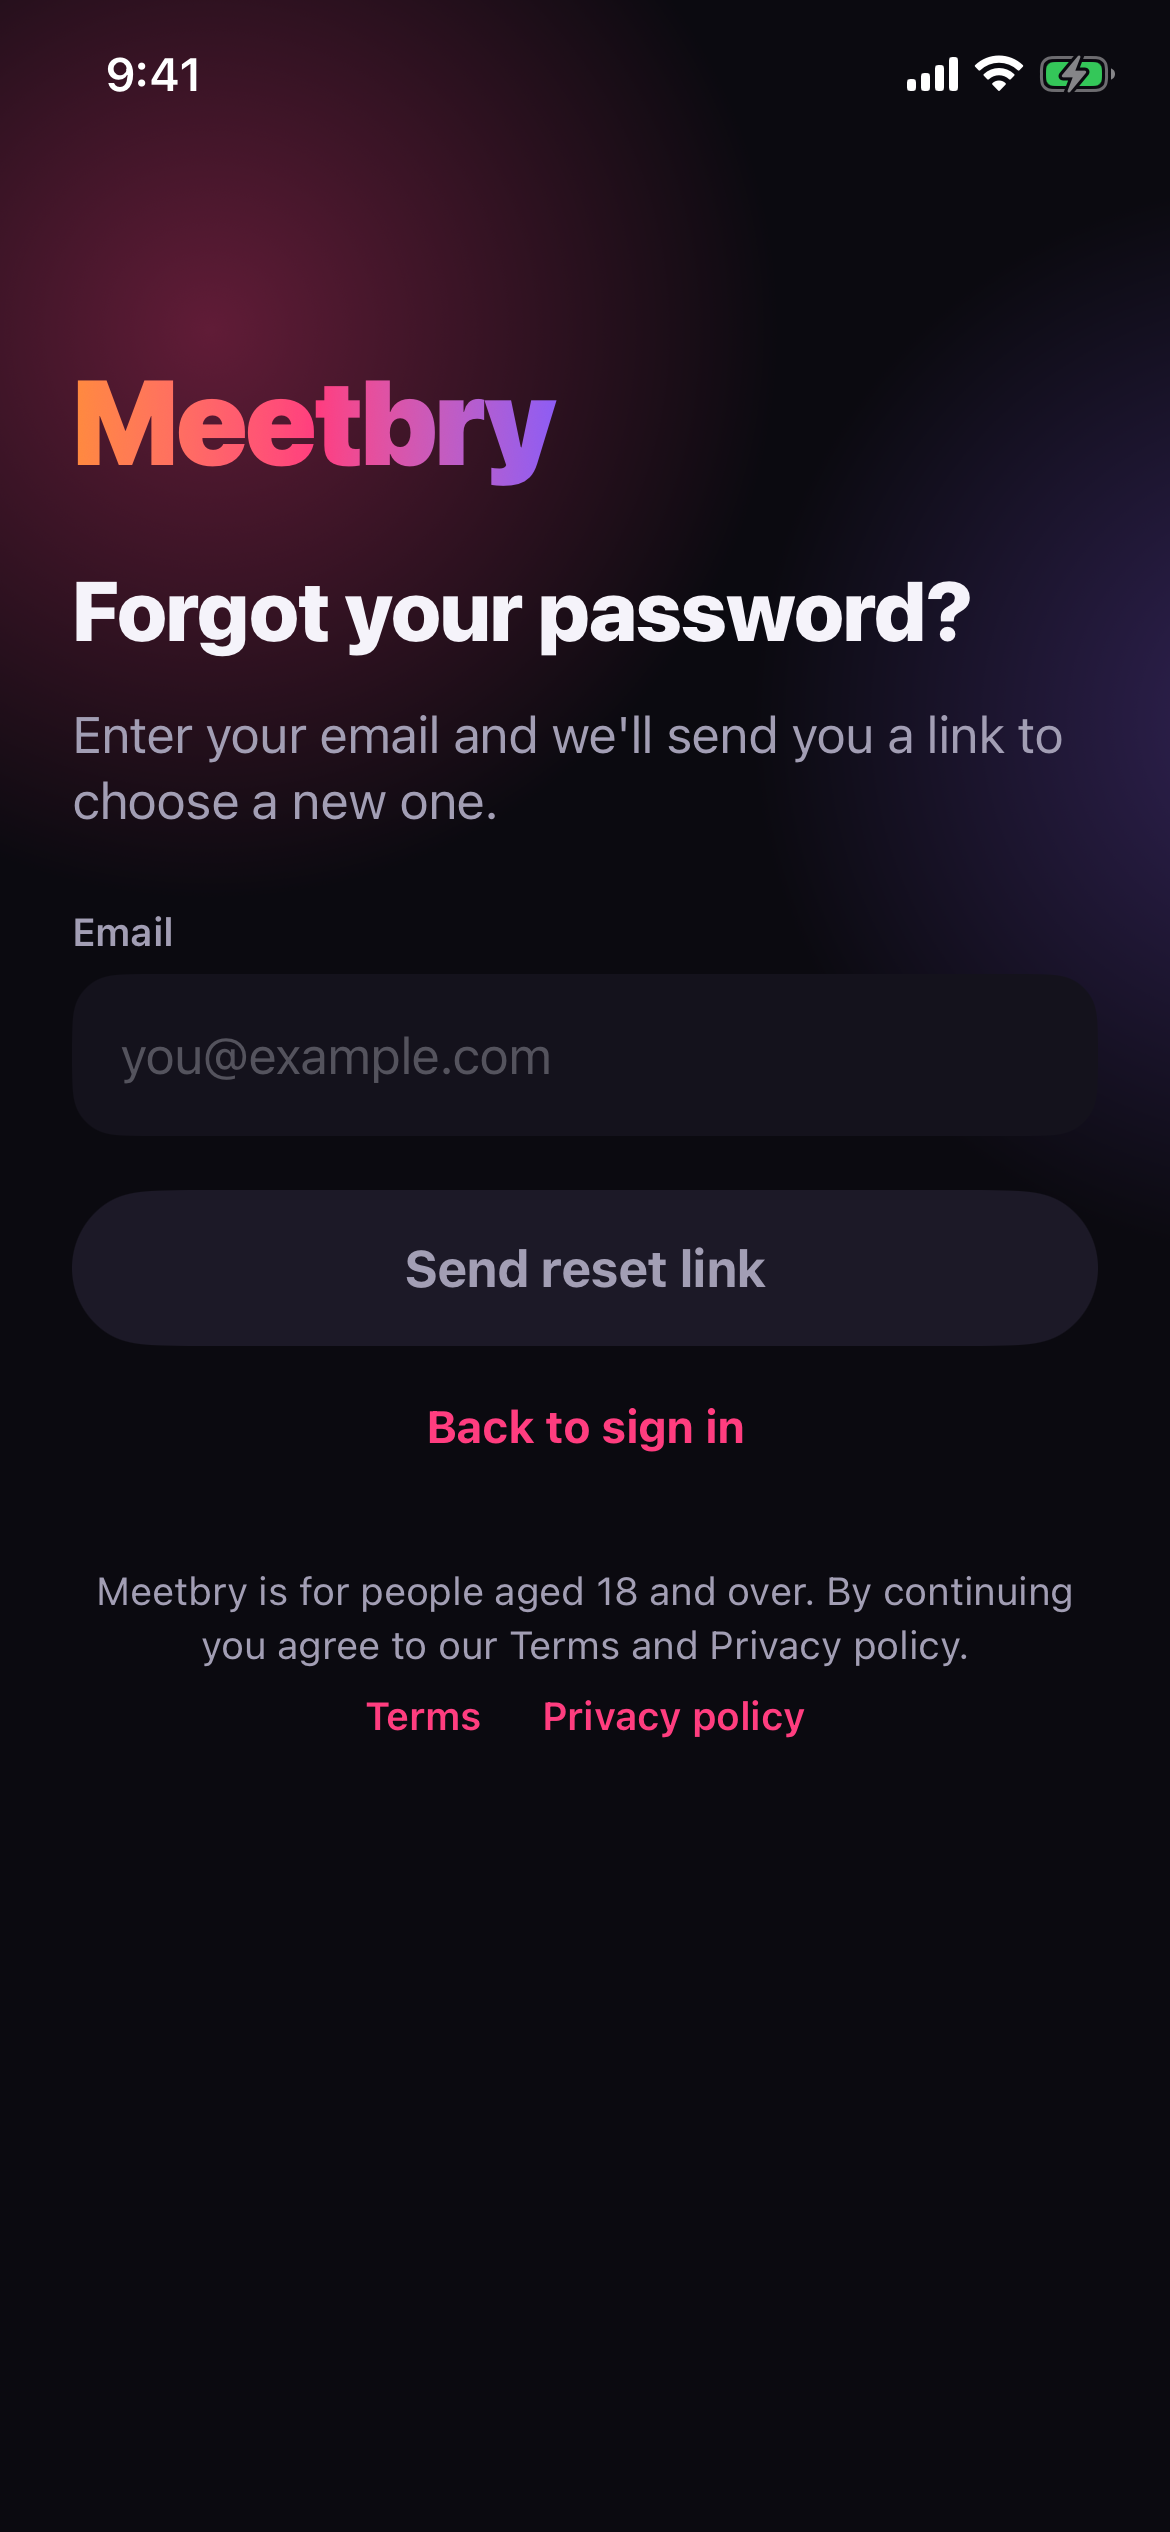 9:41
Meetbry
Forgot your password?
Enter your email and we'll send you a link to
choose a new one.
Email
you@example.com
Send reset link
Back to sign in
Meetbry is for people aged 18 and over. By continuing
you agree to our Terms and Privacy policy.
Terms Privacy policy